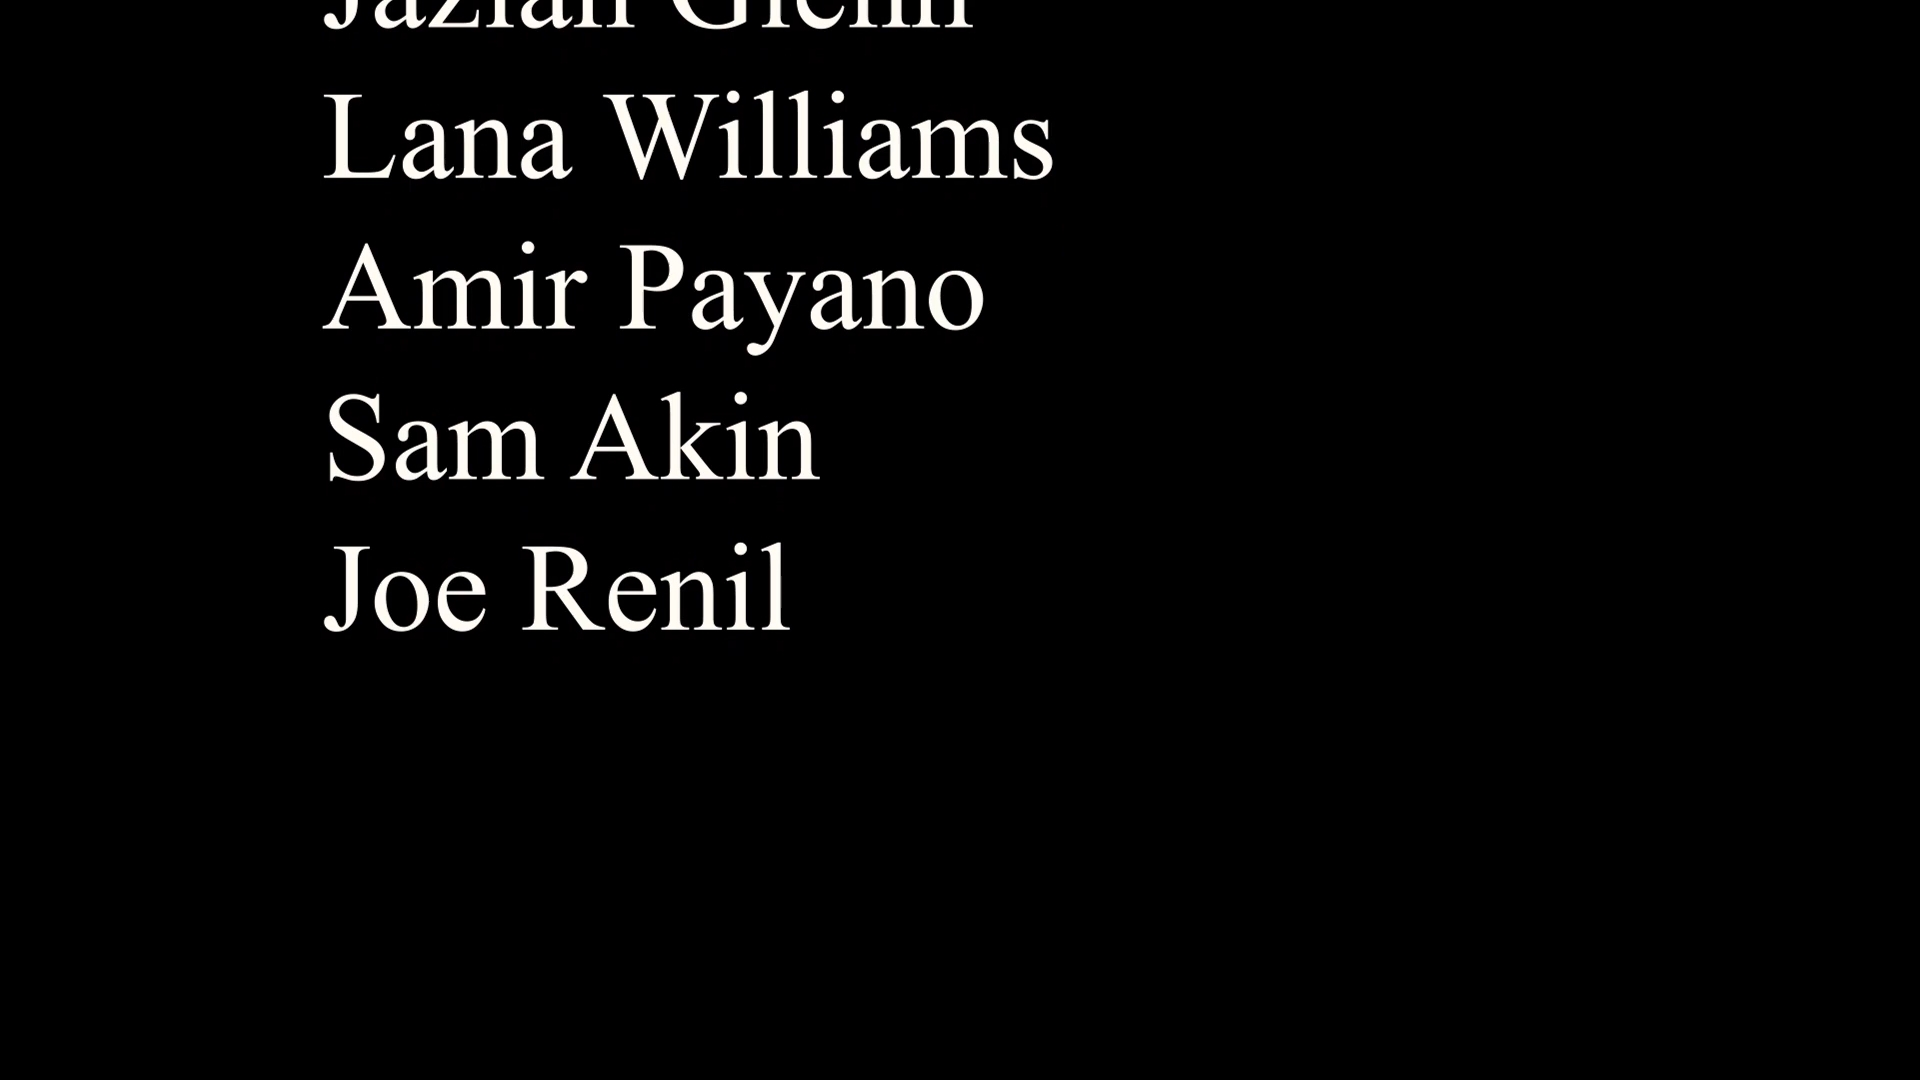 Lana Williams
Amir Payano
Sam Akin
Joe Renil